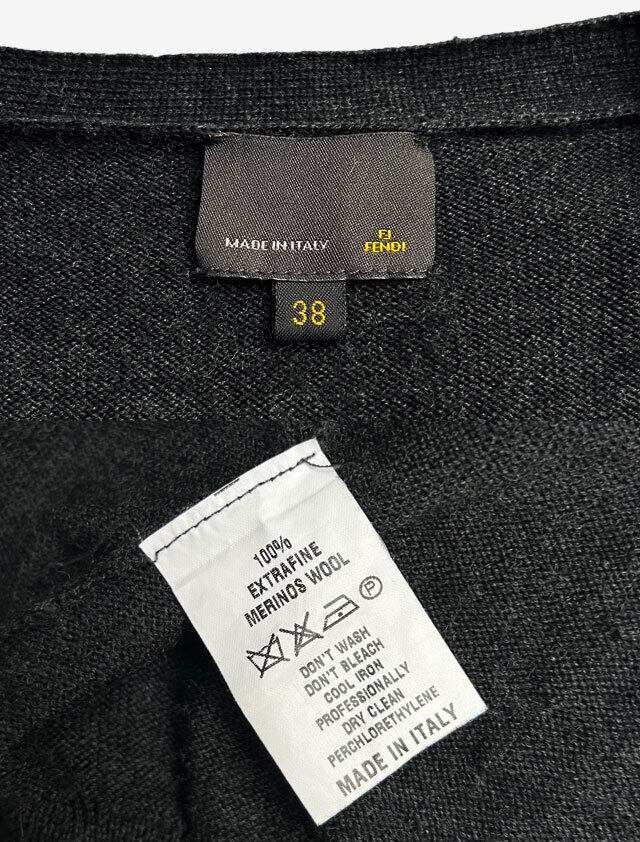 MADE IN ITALY
FJ
FENDI
38
100%
EXTRAFINE
MERINOS WOOL
P
DON'T WASH
DON'T BLEACH
COOL IRON
PROFESSIONALLY
DRY CLEAN
PERCHLORETHYLENE
MADE IN ITALY